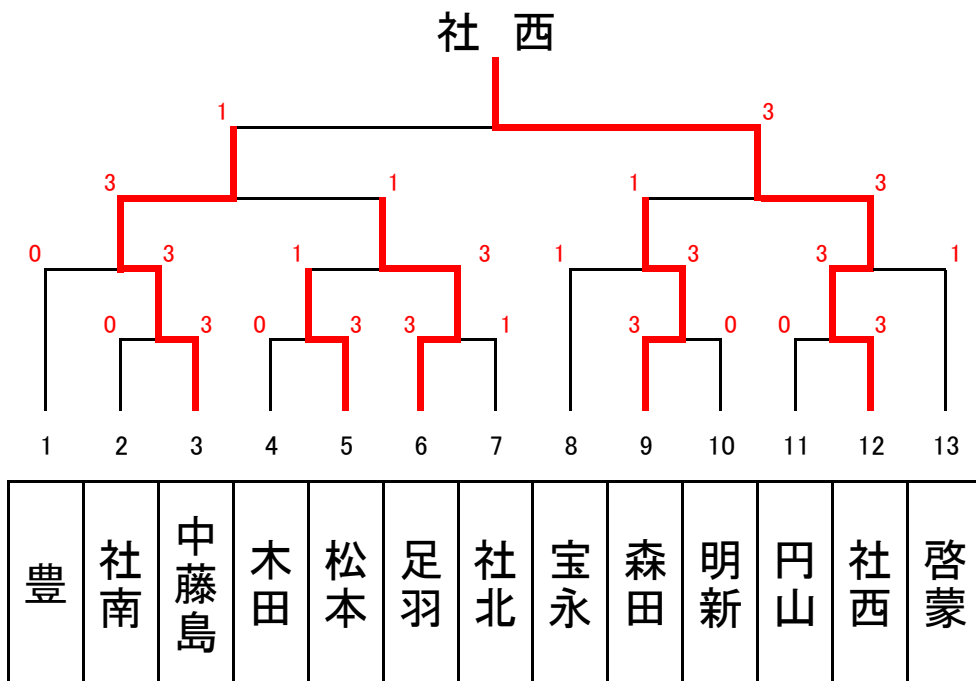 社 西
1 3
3 1 1 3
0 3 1 3 1 3 3 1
0 3 0 3 3 1 3 0 0 3
1 2 3 4 5 6 7 8 9 10 11 12 13
豊
社南
中藤島
木田
松本
足羽
社北
宝永
森田
明新
円山
社西
啓蒙